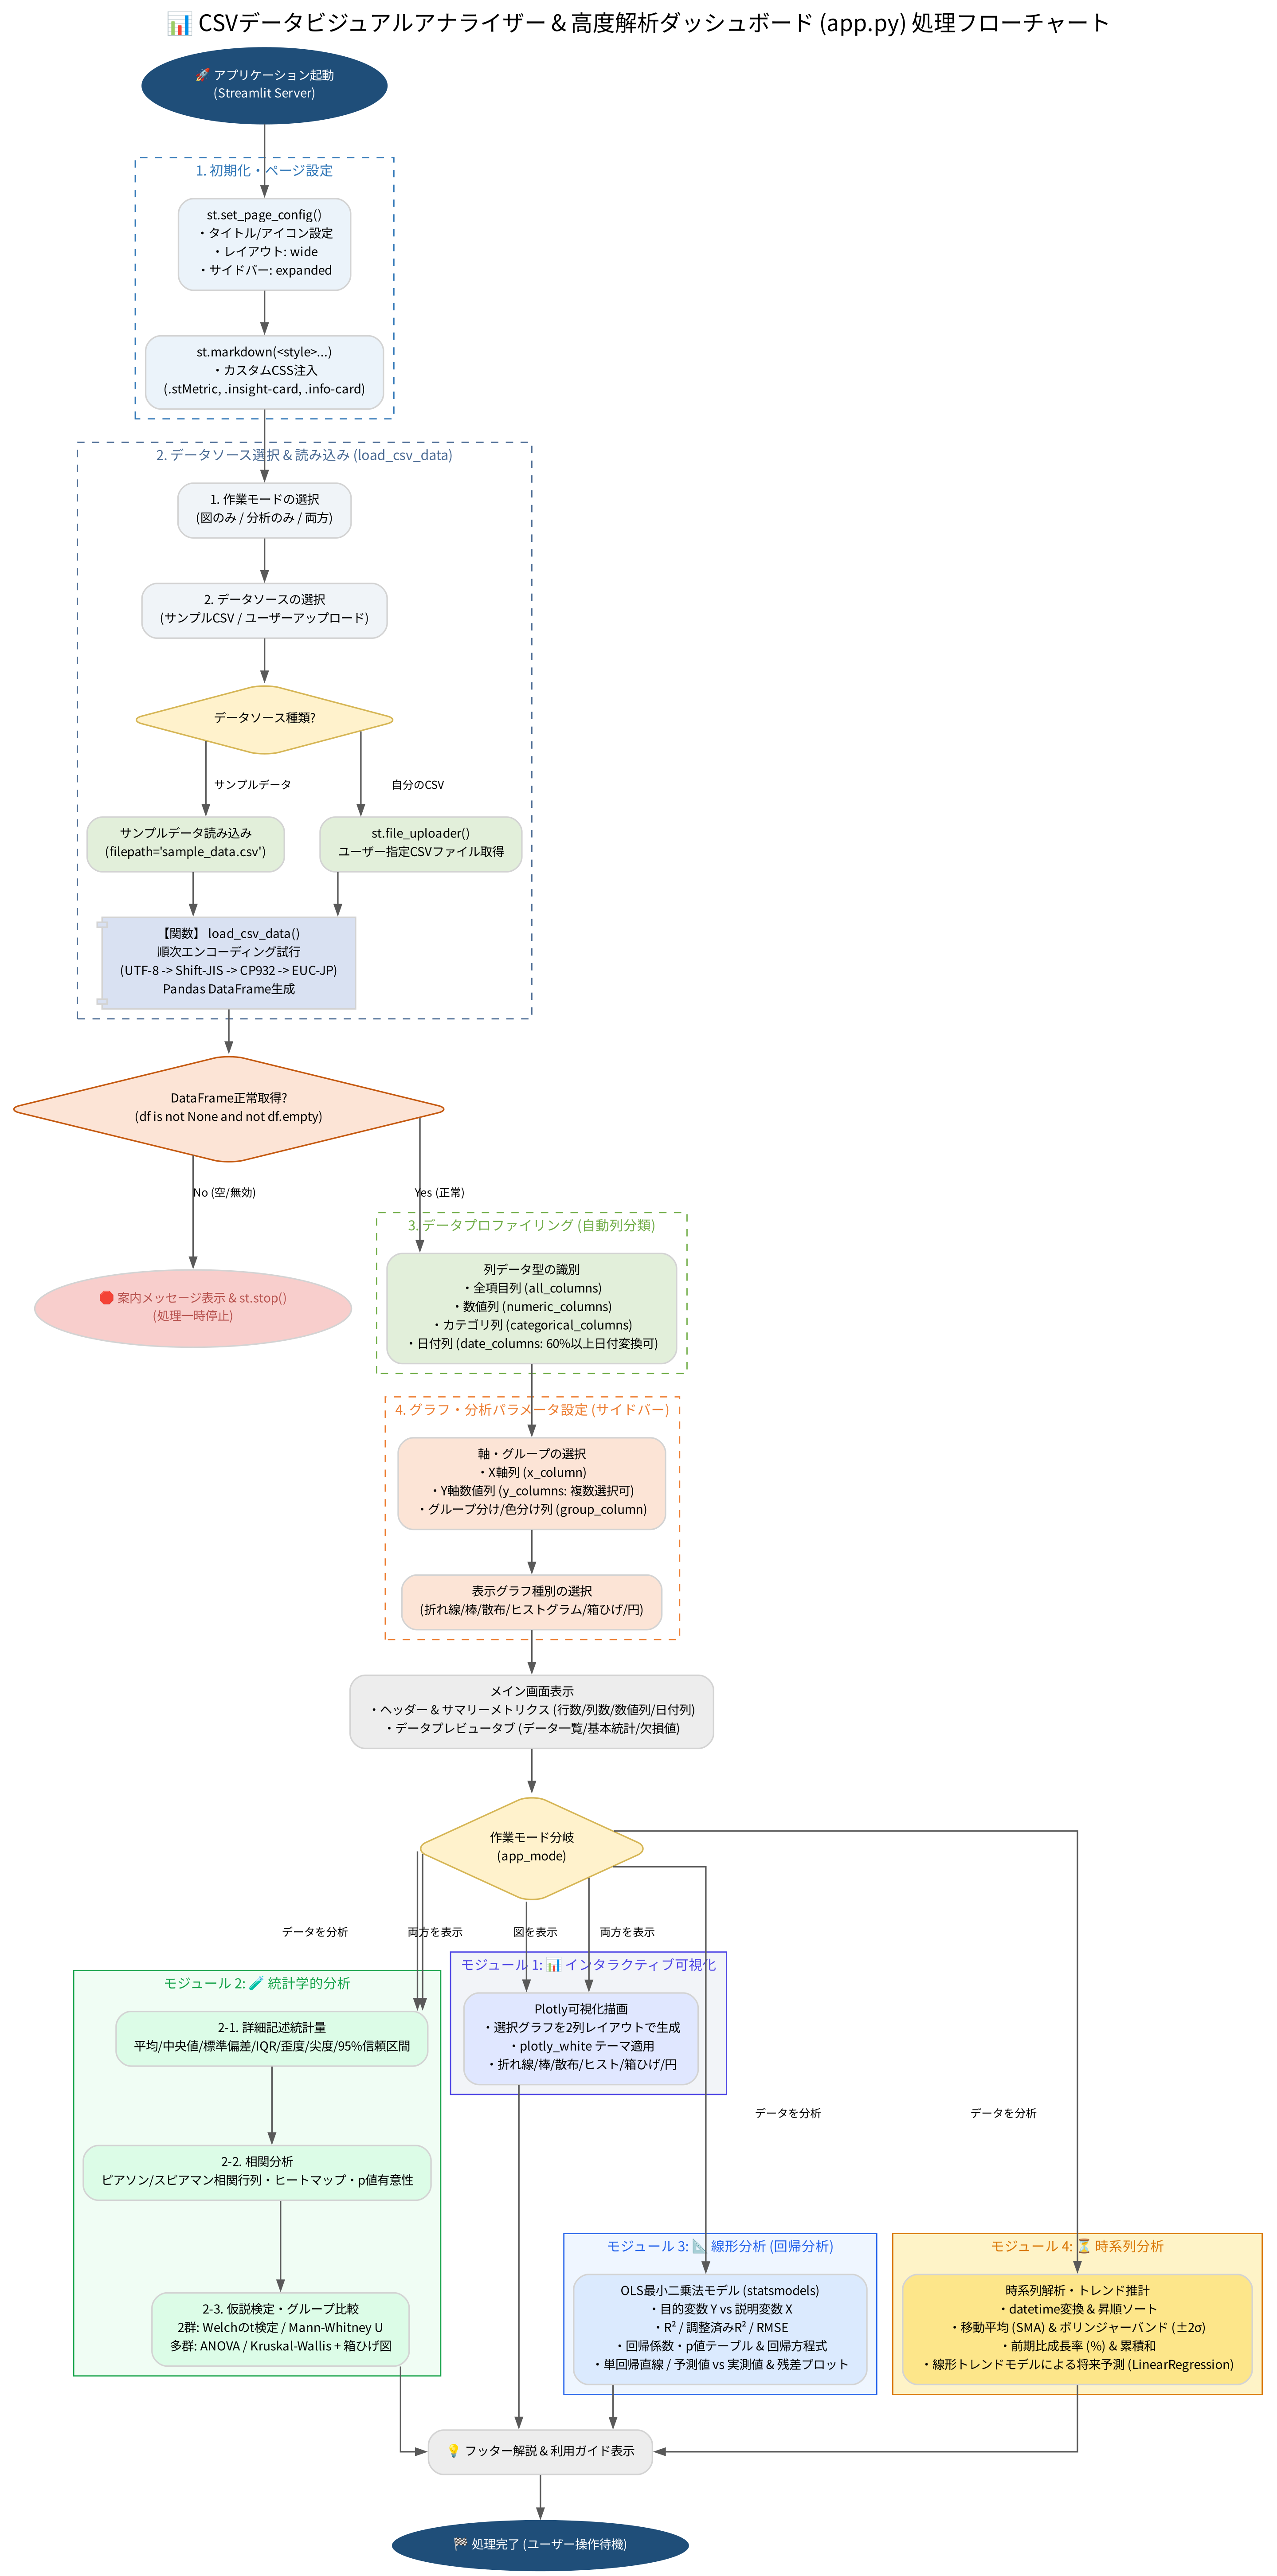 📊 CSVデータビジュアルアナライザー & 高度解析ダッシュボード (app.py) 処理フローチャート
🚀 アプリケーション起動
(Streamlit Server)
1. 初期化・ページ設定
st.set_page_config()
・タイトル/アイコン設定
・レイアウト: wide
・サイドバー: expanded
st.markdown(<style>...)
・カスタムCSS注入
(.stMetric, .insight-card, .info-card)
2. データソース選択 & 読み込み (load_csv_data)
1. 作業モードの選択
(図のみ / 分析のみ / 両方)
2. データソースの選択
(サンプルCSV / ユーザーアップロード)
データソース種類?
サンプルデータ
自分のCSV
サンプルデータ読み込み
(filepath='sample_data.csv')
st.file_uploader()
ユーザー指定CSVファイル取得
【関数】 load_csv_data()
順次エンコーディング試行
(UTF-8 -> Shift-JIS -> CP932 -> EUC-JP)
Pandas DataFrame生成
DataFrame正常取得?
(df is not None and not df.empty)
No (空/無効)
Yes (正常)
🛑 案内メッセージ表示 & st.stop()
(処理一時停止)
3. データプロファイリング (自動列分類)
列データ型の識別
・全項目列 (all_columns)
・数値列 (numeric_columns)
・カテゴリ列 (categorical_columns)
・日付列 (date_columns: 60%以上日付変換可)
4. グラフ・分析パラメータ設定 (サイドバー)
軸・グループの選択
・X軸列 (x_column)
・Y軸数値列 (y_columns: 複数選択可)
・グループ分け/色分け列 (group_column)
表示グラフ種別の選択
(折れ線/棒/散布/ヒストグラム/箱ひげ/円)
メイン画面表示
・ヘッダー & サマリーメトリクス (行数/列数/数値列/日付列)
・データプレビュータブ (データ一覧/基本統計/欠損値)
作業モード分岐
(app_mode)
データを分析
両方を表示
図を表示
両方を表示
モジュール 1: 📊 インタラクティブ可視化
Plotly可視化描画
・選択グラフを2列レイアウトで生成
・plotly_white テーマ適用
・折れ線/棒/散布/ヒスト/箱ひげ/円
モジュール 2: 🧪 統計学的分析
2-1. 詳細記述統計量
平均/中央値/標準偏差/IQR/歪度/尖度/95%信頼区間
データを分析
データを分析
2-2. 相関分析
ピアソン/スピアマン相関行列・ヒートマップ・p値有意性
2-3. 仮説検定・グループ比較
2群: Welchのt検定 / Mann-Whitney U
多群: ANOVA / Kruskal-Wallis + 箱ひげ図
モジュール 3: 📐 線形分析 (回帰分析)
OLS最小二乗法モデル (statsmodels)
・目的変数 Y vs 説明変数 X
・R² / 調整済みR² / RMSE
・回帰係数・p値テーブル & 回帰方程式
・単回帰直線 / 予測値 vs 実測値 & 残差プロット
モジュール 4: ⏳ 時系列分析
時系列解析・トレンド推計
・datetime変換 & 昇順ソート
・移動平均 (SMA) & ボリンジャーバンド (±2σ)
・前期比成長率 (%) & 累積和
・線形トレンドモデルによる将来予測 (LinearRegression)
💡 フッター解説 & 利用ガイド表示
🏁 処理完了 (ユーザー操作待機)